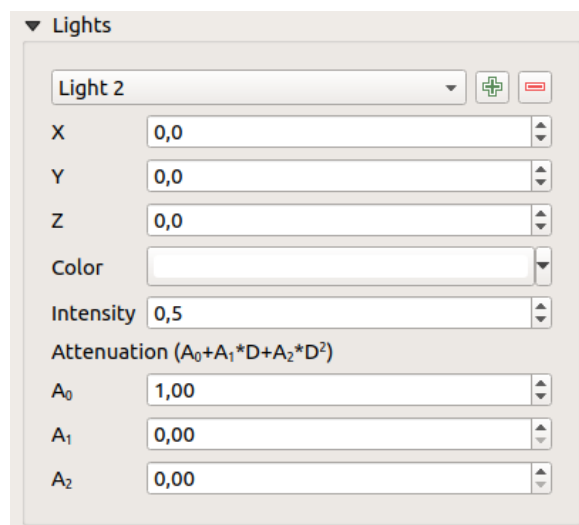 Lights
Light 2
X 0,0
Y 0,0
Z 0,0
Color
Intensity 0,5
Attenuation (A₀+A₁*D+A₂*D²)
A₀ 1,00
A₁ 0,00
A₂ 0,00